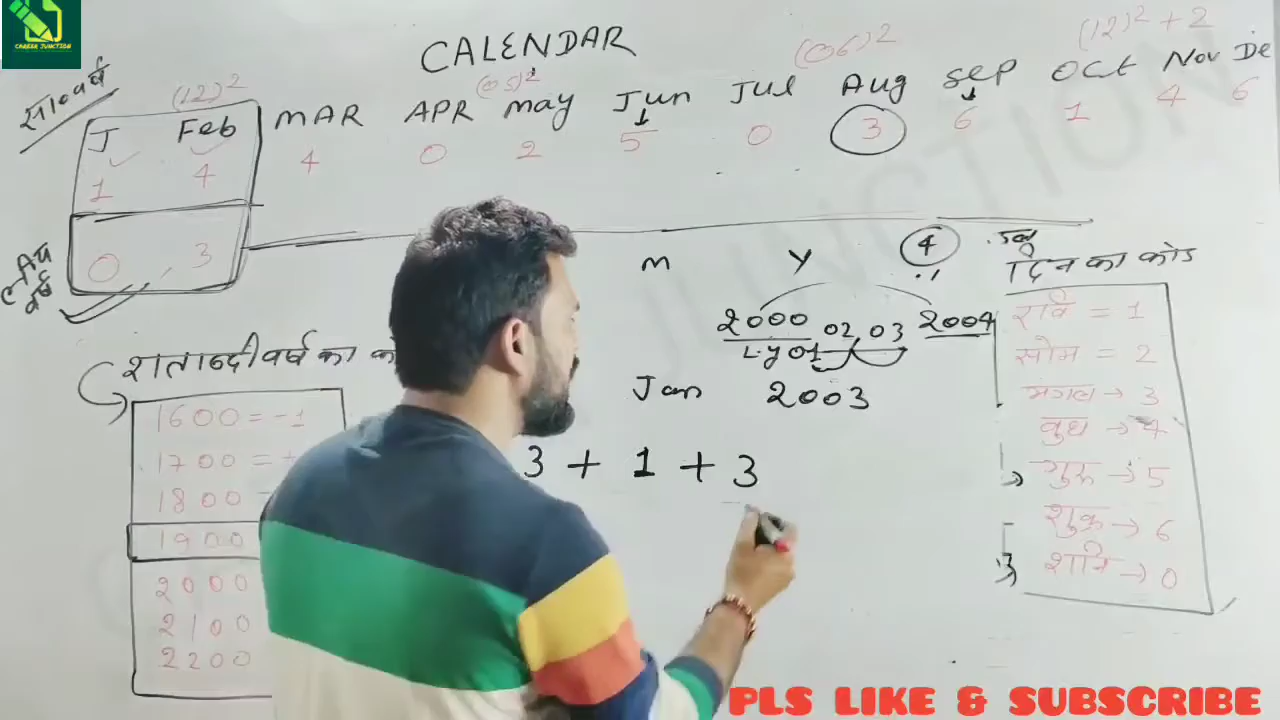 CAREER JUNCTION
CALENDAR
(12)² (05)² (06)² (12)² + 2
J Feb MAR APR may Jun Jul Aug Sep Oct Nov De
1 4 4 0 2 5 0 3 6 1 4 6
0, 3
लीप वर्ष
m y 4
दिन का कोड
2000 02 03 2004
L.y 01
Jan 2003
3 + 1 + 3
शताब्दी वर्ष का को
1600 = -1
1700 =
1800
1900
2000
2100
2200
रवि = 1
सोम = 2
मंगल → 3
बुध → 4
गुरु → 5
शुक्र → 6
शनि → 0
PLS LIKE & SUBSCRIBE